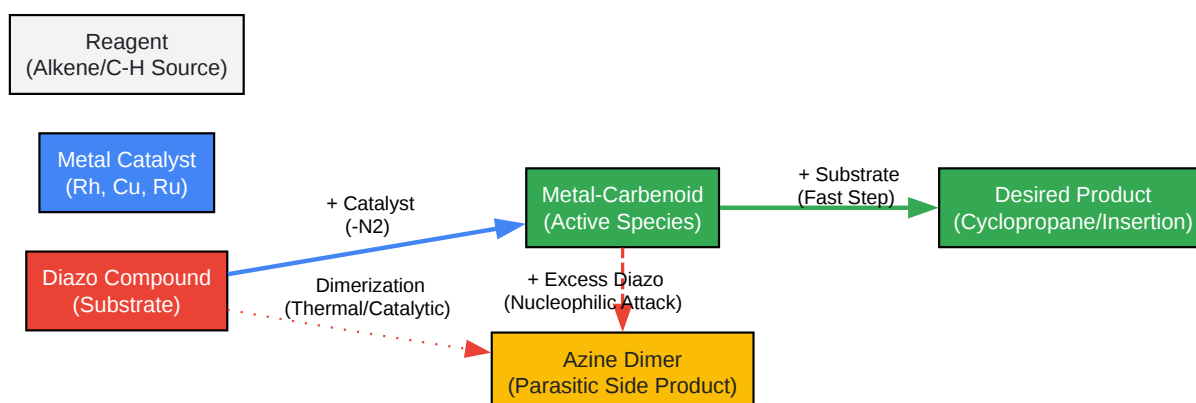 Reagent
(Alkene/C-H Source)
Metal Catalyst
(Rh, Cu, Ru)
Diazo Compound
(Substrate)
+ Catalyst
(-N2)
Dimerization
(Thermal/Catalytic)
Metal-Carbenoid
(Active Species)
+ Excess Diazo
(Nucleophilic Attack)
Azine Dimer
(Parasitic Side Product)
+ Substrate
(Fast Step)
Desired Product
(Cyclopropane/Insertion)